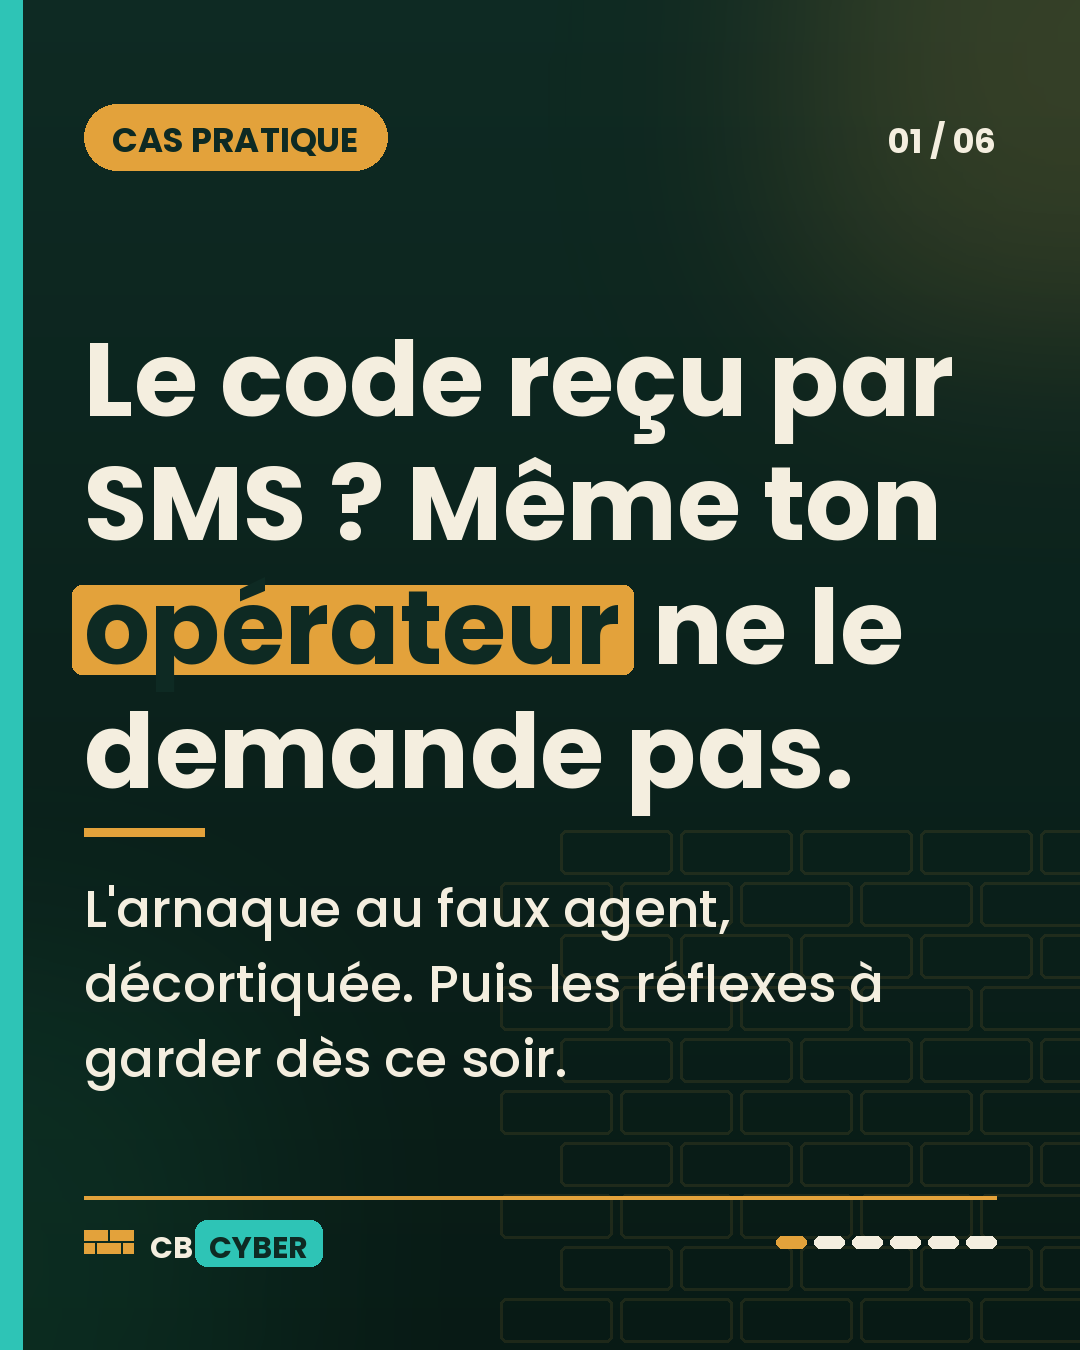 CAS PRATIQUE
01 / 06
Le code reçu par
SMS ? Même ton
opérateur ne le
demande pas.
L'arnaque au faux agent,
décortiquée. Puis les réflexes à
garder dès ce soir.
CB CYBER